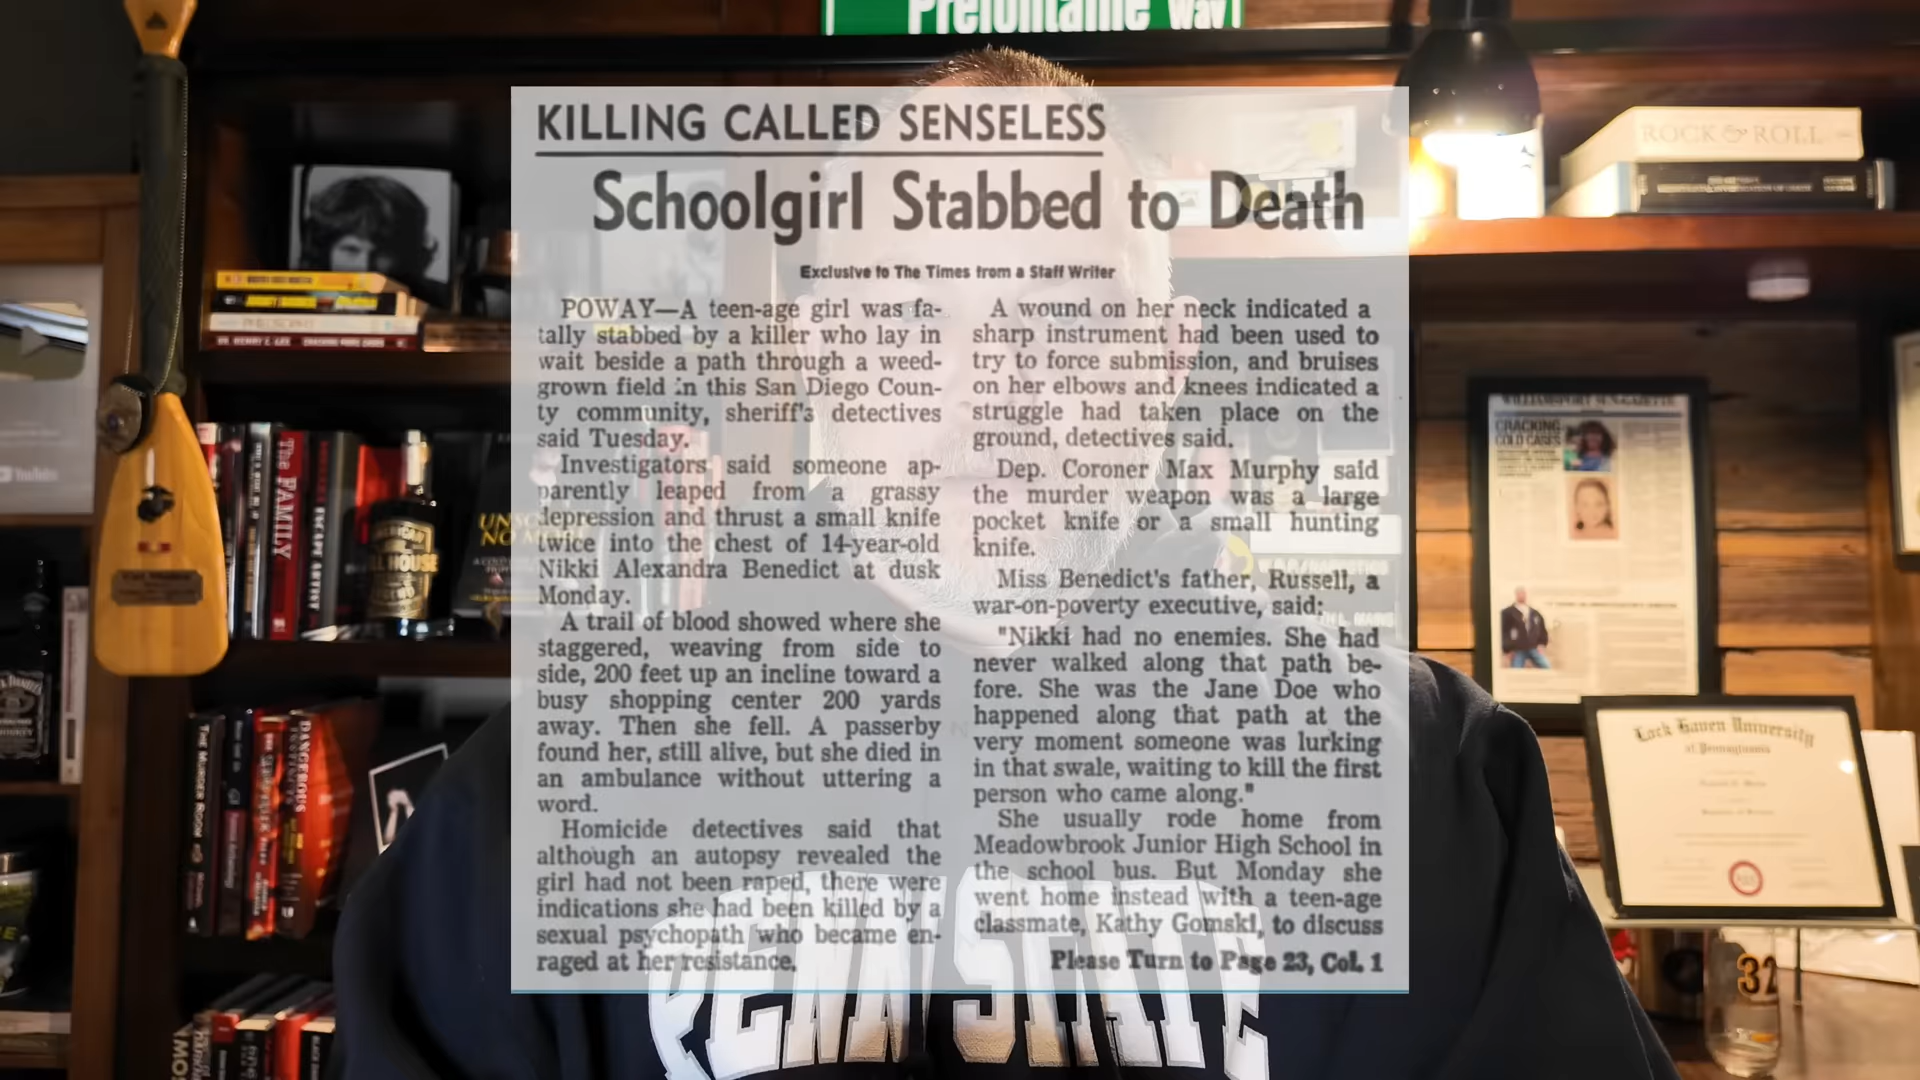 Prefontaine Way
KILLING CALLED SENSELESS
Schoolgirl Stabbed to Death
Exclusive to The Times from a Staff Writer
POWAY—A teen-age girl was fa-
tally stabbed by a killer who lay in
wait beside a path through a weed-
grown field in this San Diego Coun-
ty community, sheriff's detectives
said Tuesday.
Investigators said someone ap-
parently leaped from a grassy
depression and thrust a small knife
twice into the chest of 14-year-old
Nikki Alexandra Benedict at dusk
Monday.
A trail of blood showed where she
staggered, weaving from side to
side, 200 feet up an incline toward a
busy shopping center 200 yards
away. Then she fell. A passerby
found her, still alive, but she died in
an ambulance without uttering a
word.
Homicide detectives said that
although an autopsy revealed the
girl had not been raped, there were
indications she had been killed by a
sexual psychopath who became en-
raged at her resistance.
A wound on her neck indicated a
sharp instrument had been used to
try to force submission, and bruises
on her elbows and knees indicated a
struggle had taken place on the
ground, detectives said.
Dep. Coroner Max Murphy said
the murder weapon was a large
pocket knife or a small hunting
knife.
Miss Benedict's father, Russell, a
war-on-poverty executive, said:
"Nikki had no enemies. She had
never walked along that path be-
fore. She was the Jane Doe who
happened along that path at the
very moment someone was lurking
in that swale, waiting to kill the first
person who came along."
She usually rode home from
Meadowbrook Junior High School in
the school bus. But Monday she
went home instead with a teen-age
classmate, Kathy Gomski, to discuss
Please Turn to Page 23, Col. 1
ROCK & ROLL
YouTube
The FAMILY
ESCAPE ARTIST
HOUSE
UNSO
NO M
WILLIAMSPORT SUN-GAZETTE
CRACKING
COLD CASES
Lock Haven University
of Pennsylvania
THE MURDER ROOM
DANGEROUS
PENN STATE
32